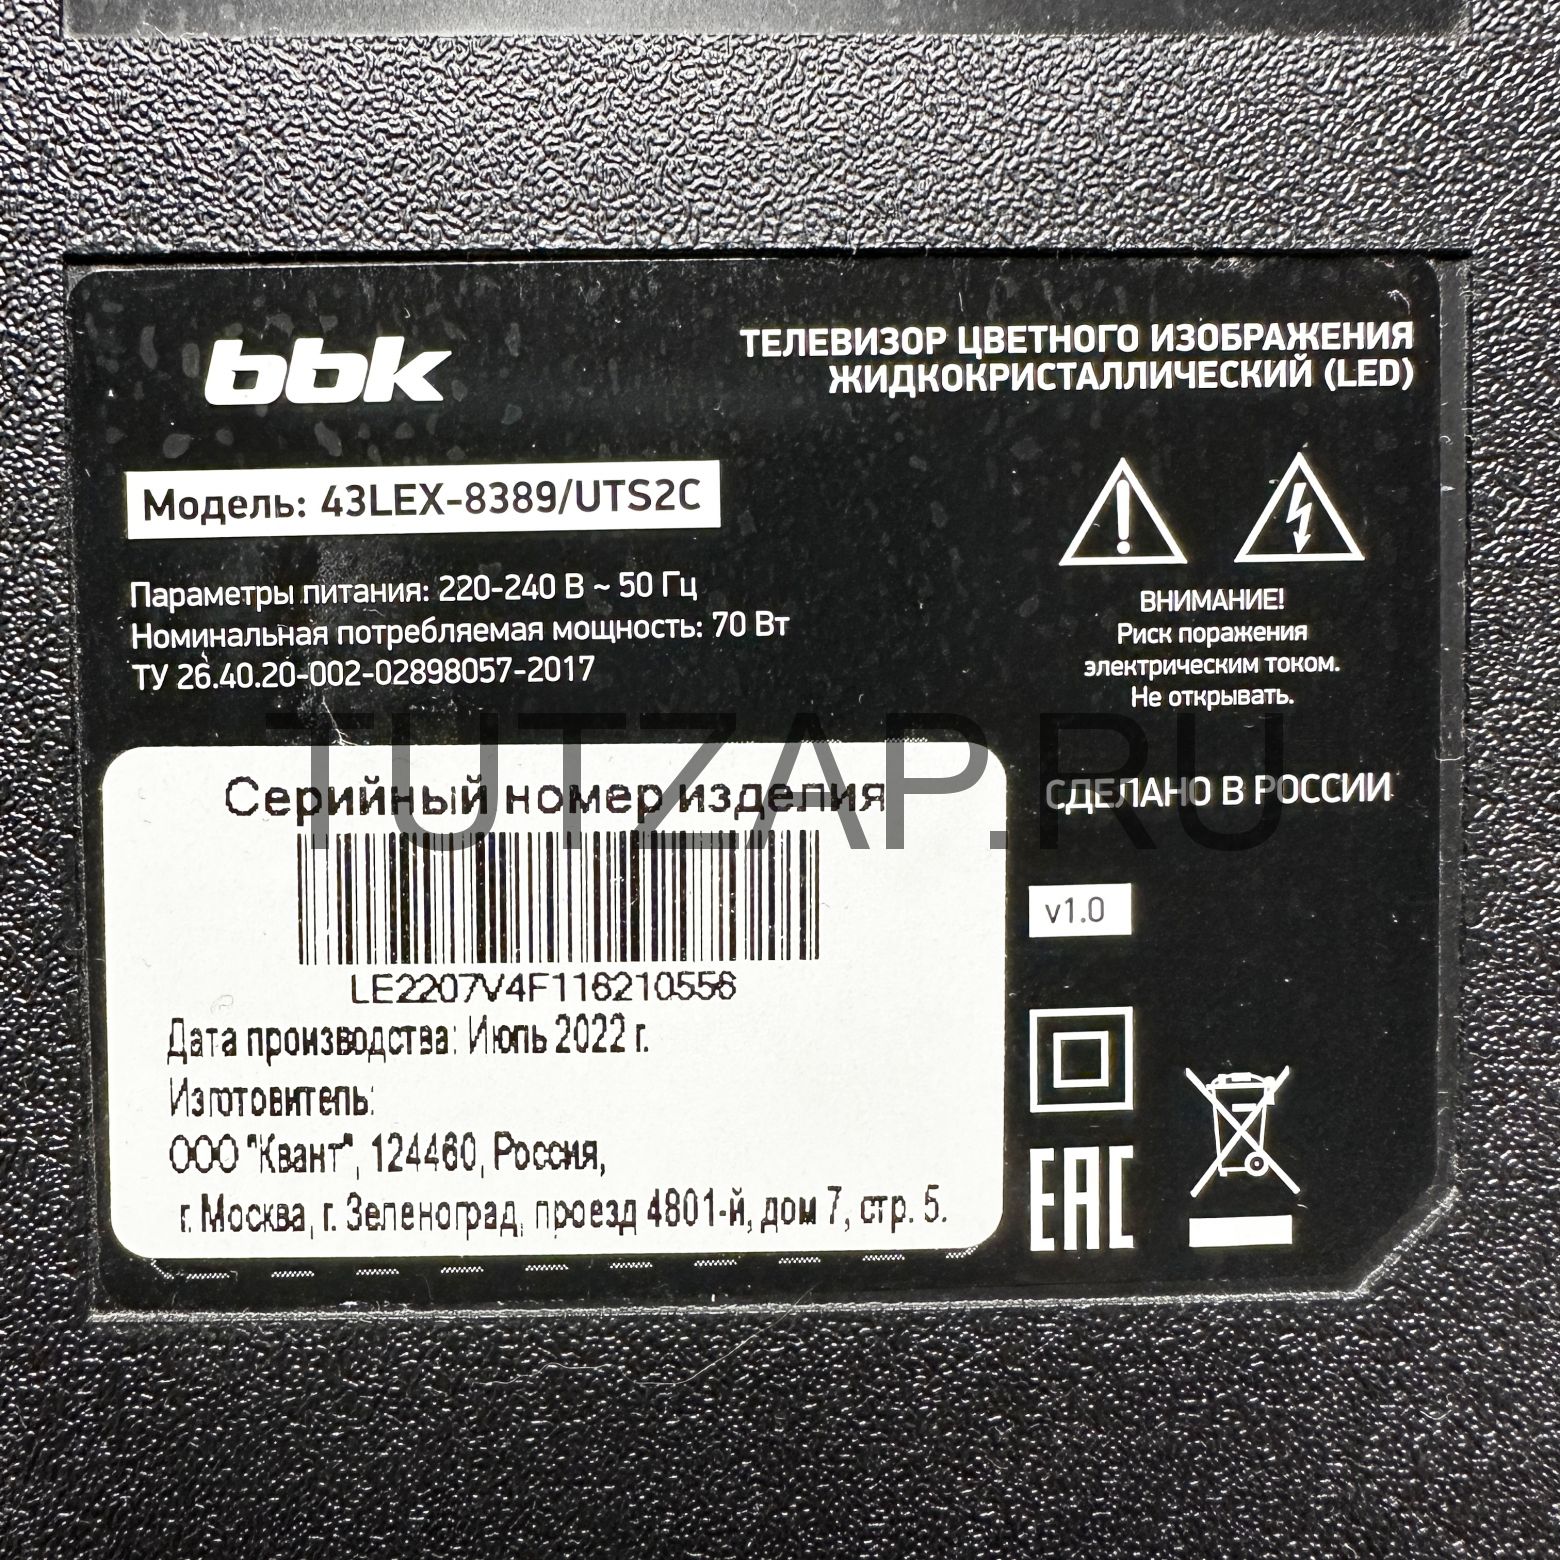 bbk
ТЕЛЕВИЗОР ЦВЕТНОГО ИЗОБРАЖЕНИЯ
ЖИДКОКРИСТАЛЛИЧЕСКИЙ (LED)
Модель: 43LEX-8389/UTS2C
Параметры питания: 220-240 В ~ 50 Гц
Номинальная потребляемая мощность: 70 Вт
ТУ 26.40.20-002-02898057-2017
ВНИМАНИЕ!
Риск поражения
электрическим током.
Не открывать.
TUTZAP.RU
СДЕЛАНО В РОССИИ
Серийный номер изделия
LE2207V4F116210556
Дата производства: Июль 2022 г.
Изготовитель:
ООО "Квант", 124460, Россия,
г. Москва, г. Зеленоград, проезд 4801-й, дом 7, стр. 5.
v1.0
EAC